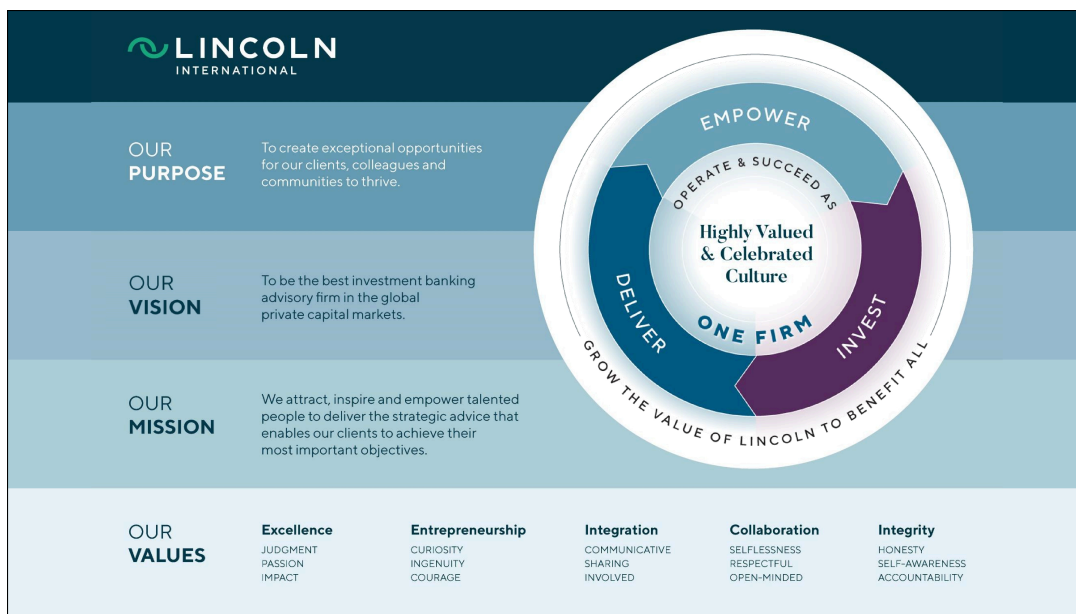 LINCOLN
INTERNATIONAL
OUR
PURPOSE
To create exceptional opportunities
for our clients, colleagues and
communities to thrive.
OUR
VISION
To be the best investment banking
advisory firm in the global
private capital markets.
OUR
MISSION
We attract, inspire and empower talented
people to deliver the strategic advice that
enables our clients to achieve their
most important objectives.
EMPOWER
INVEST
DELIVER
OPERATE & SUCCEED AS
ONE FIRM
Highly Valued
& Celebrated
Culture
GROW THE VALUE OF LINCOLN TO BENEFIT ALL
OUR
VALUES
Excellence
JUDGMENT
PASSION
IMPACT
Entrepreneurship
CURIOSITY
INGENUITY
COURAGE
Integration
COMMUNICATIVE
SHARING
INVOLVED
Collaboration
SELFLESSNESS
RESPECTFUL
OPEN-MINDED
Integrity
HONESTY
SELF-AWARENESS
ACCOUNTABILITY